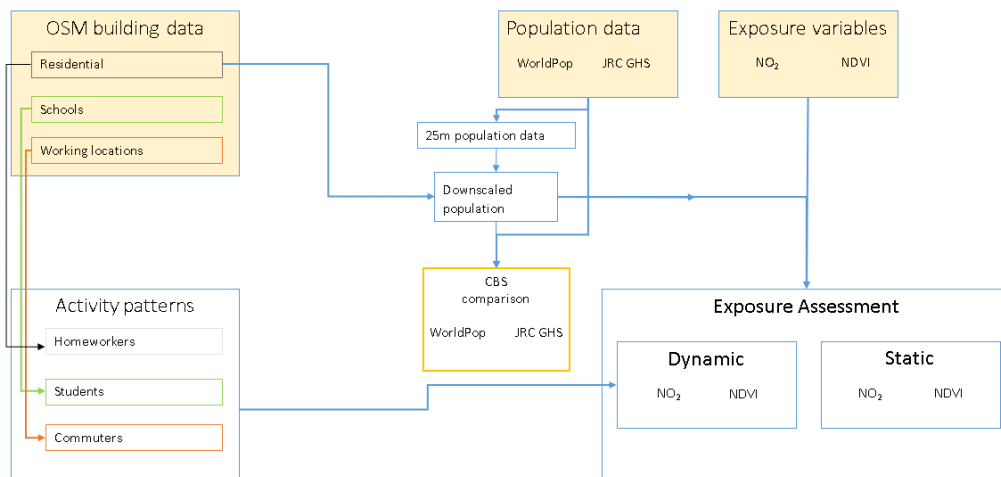 OSM building data
Residential
Schools
Working locations
Population data
WorldPop JRC GHS
25m population data
Downscaled
population
CBS
comparison
WorldPop JRC GHS
Exposure variables
NO₂ NDVI
Activity patterns
Homeworkers
Students
Commuters
Exposure Assessment
Dynamic
NO₂ NDVI
Static
NO₂ NDVI